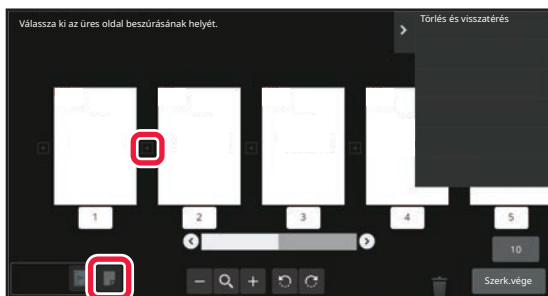 Válassza ki az üres oldal beszúrásának helyét.
Törlés és visszatérés
1
2
3
4
5
10
Szerk.vége